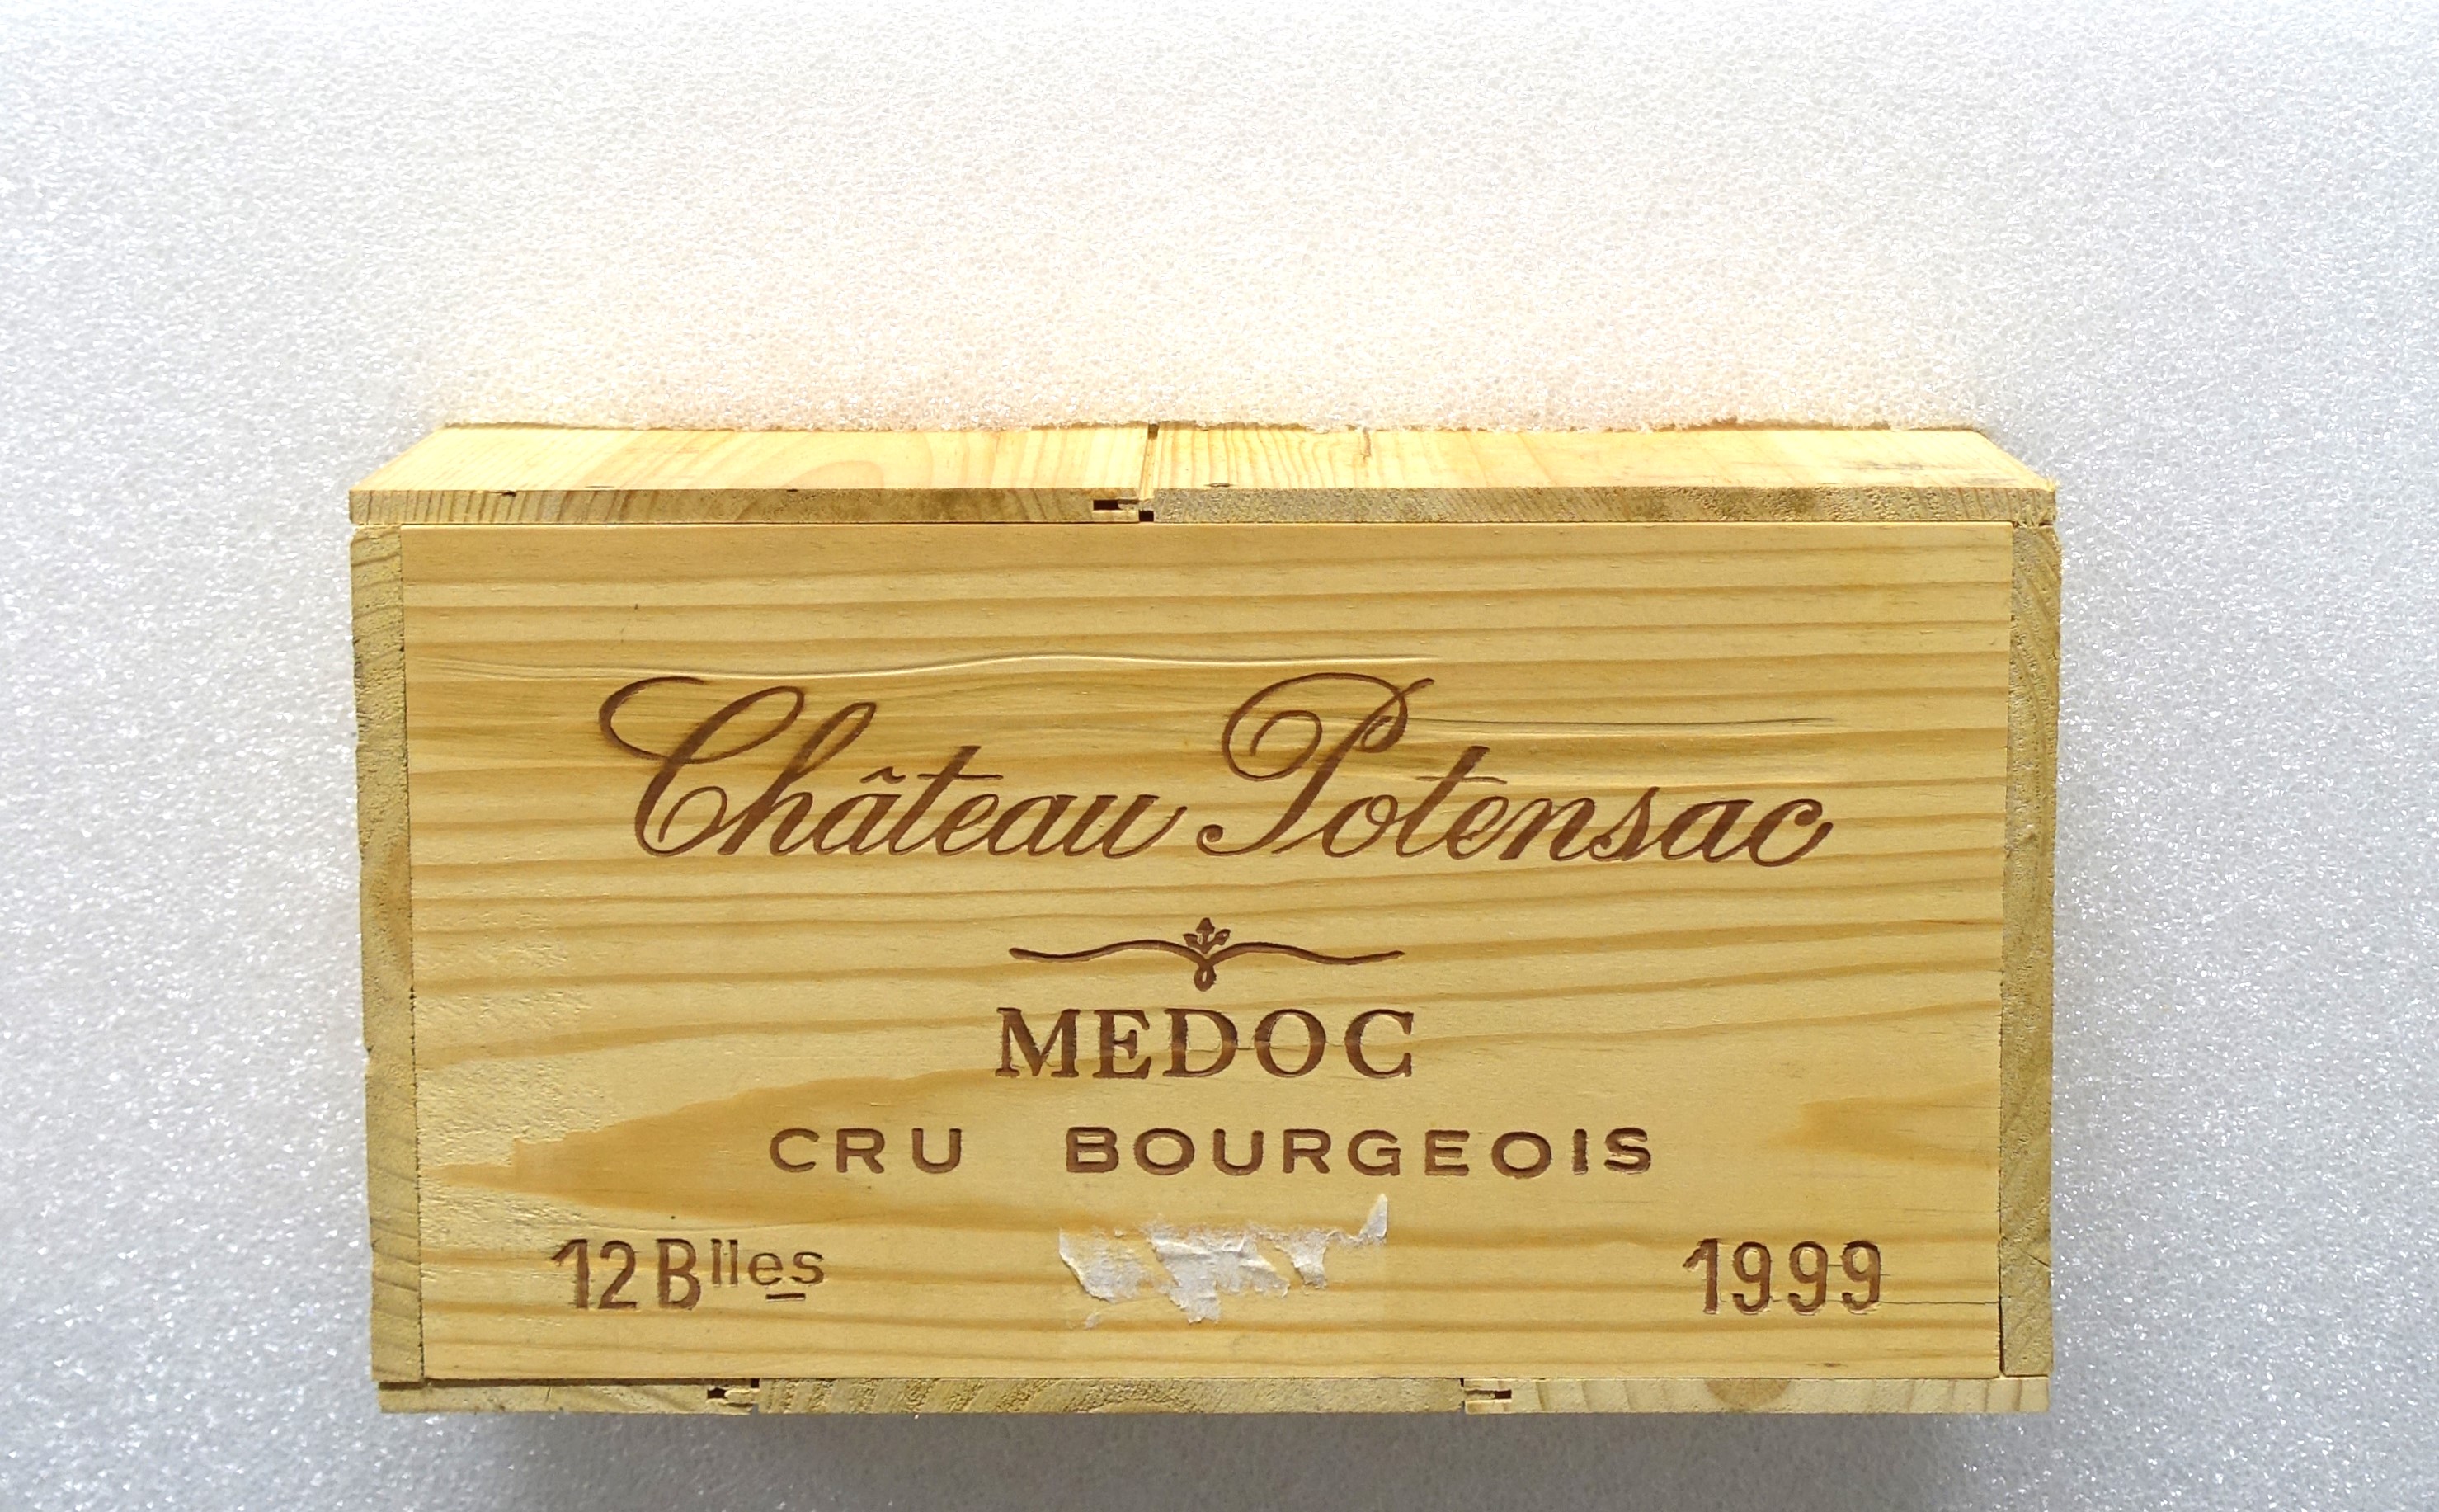 Château Potensac
MEDOC
CRU BOURGEOIS
12 Blles
1999